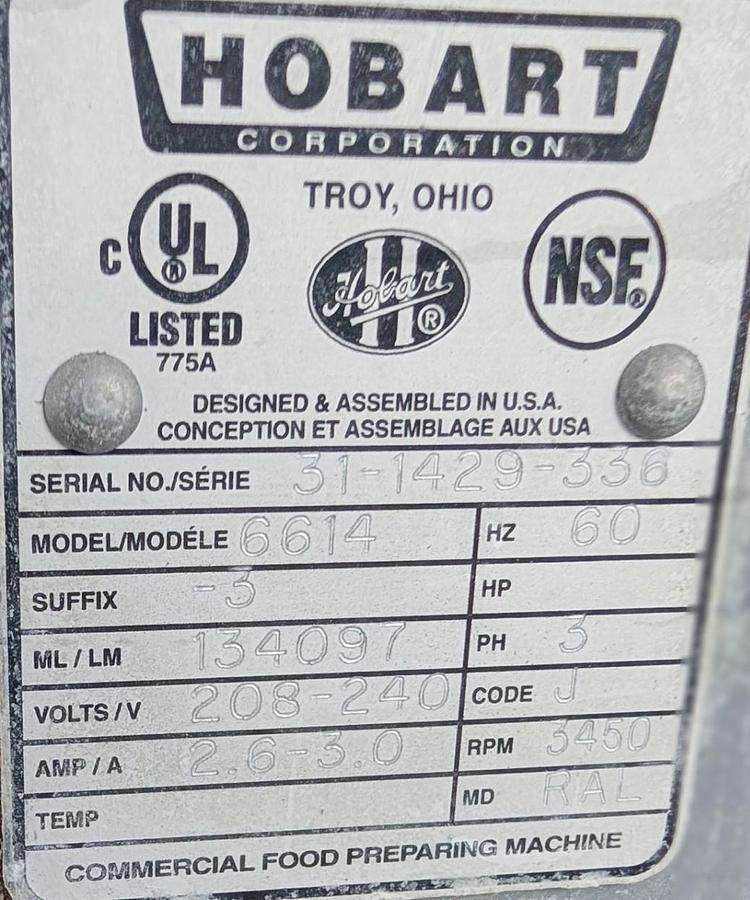 HOBART
CORPORATION
TROY, OHIO
C UL ® Hobart ® NSF®
LISTED
775A
DESIGNED & ASSEMBLED IN U.S.A.
CONCEPTION ET ASSEMBLAGE AUX USA
SERIAL NO./SÉRIE 31-1429-336
MODEL/MODÉLE 6614 HZ 60
SUFFIX -3 HP
ML / LM 134097 PH 3
VOLTS / V 208-240 CODE J
AMP / A 2.6-3.0 RPM 3450
TEMP MD RAL
COMMERCIAL FOOD PREPARING MACHINE